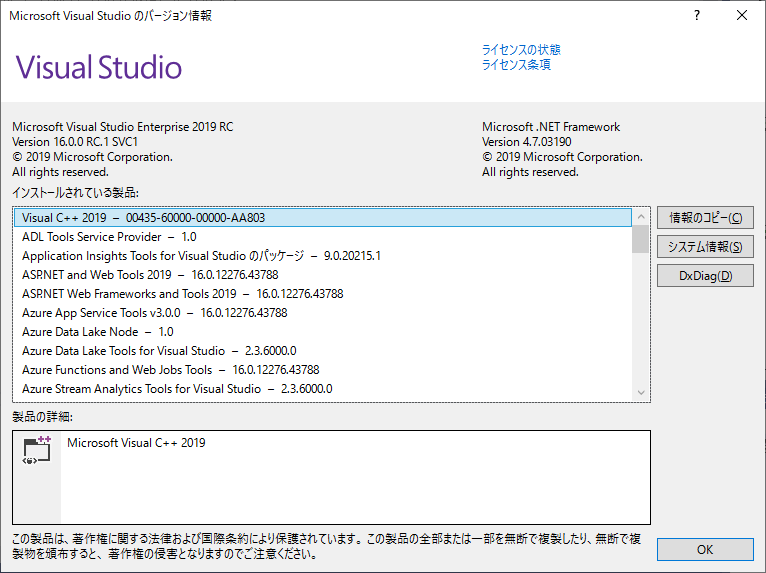 Microsoft Visual Studio のバージョン情報
Visual Studio
ライセンスの状態
ライセンス条項
Microsoft Visual Studio Enterprise 2019 RC
Version 16.0.0 RC.1 SVC1
© 2019 Microsoft Corporation.
All rights reserved.
Microsoft .NET Framework
Version 4.7.03190
© 2019 Microsoft Corporation.
All rights reserved.
インストールされている製品:
Visual C++ 2019 – 00435-60000-00000-AA803
ADL Tools Service Provider – 1.0
Application Insights Tools for Visual Studio のパッケージ – 9.0.20215.1
ASP.NET and Web Tools 2019 – 16.0.12276.43788
ASP.NET Web Frameworks and Tools 2019 – 16.0.12276.43788
Azure App Service Tools v3.0.0 – 16.0.12276.43788
Azure Data Lake Node – 1.0
Azure Data Lake Tools for Visual Studio – 2.3.6000.0
Azure Functions and Web Jobs Tools – 16.0.12276.43788
Azure Stream Analytics Tools for Visual Studio – 2.3.6000.0
情報のコピー(C)
システム情報(S)
DxDiag(D)
製品の詳細:
Microsoft Visual C++ 2019
この製品は、著作権に関する法律および国際条約により保護されています。この製品の全部または一部を無断で複製したり、無断で複
製物を頒布すると、著作権の侵害となりますのでご注意ください。
OK